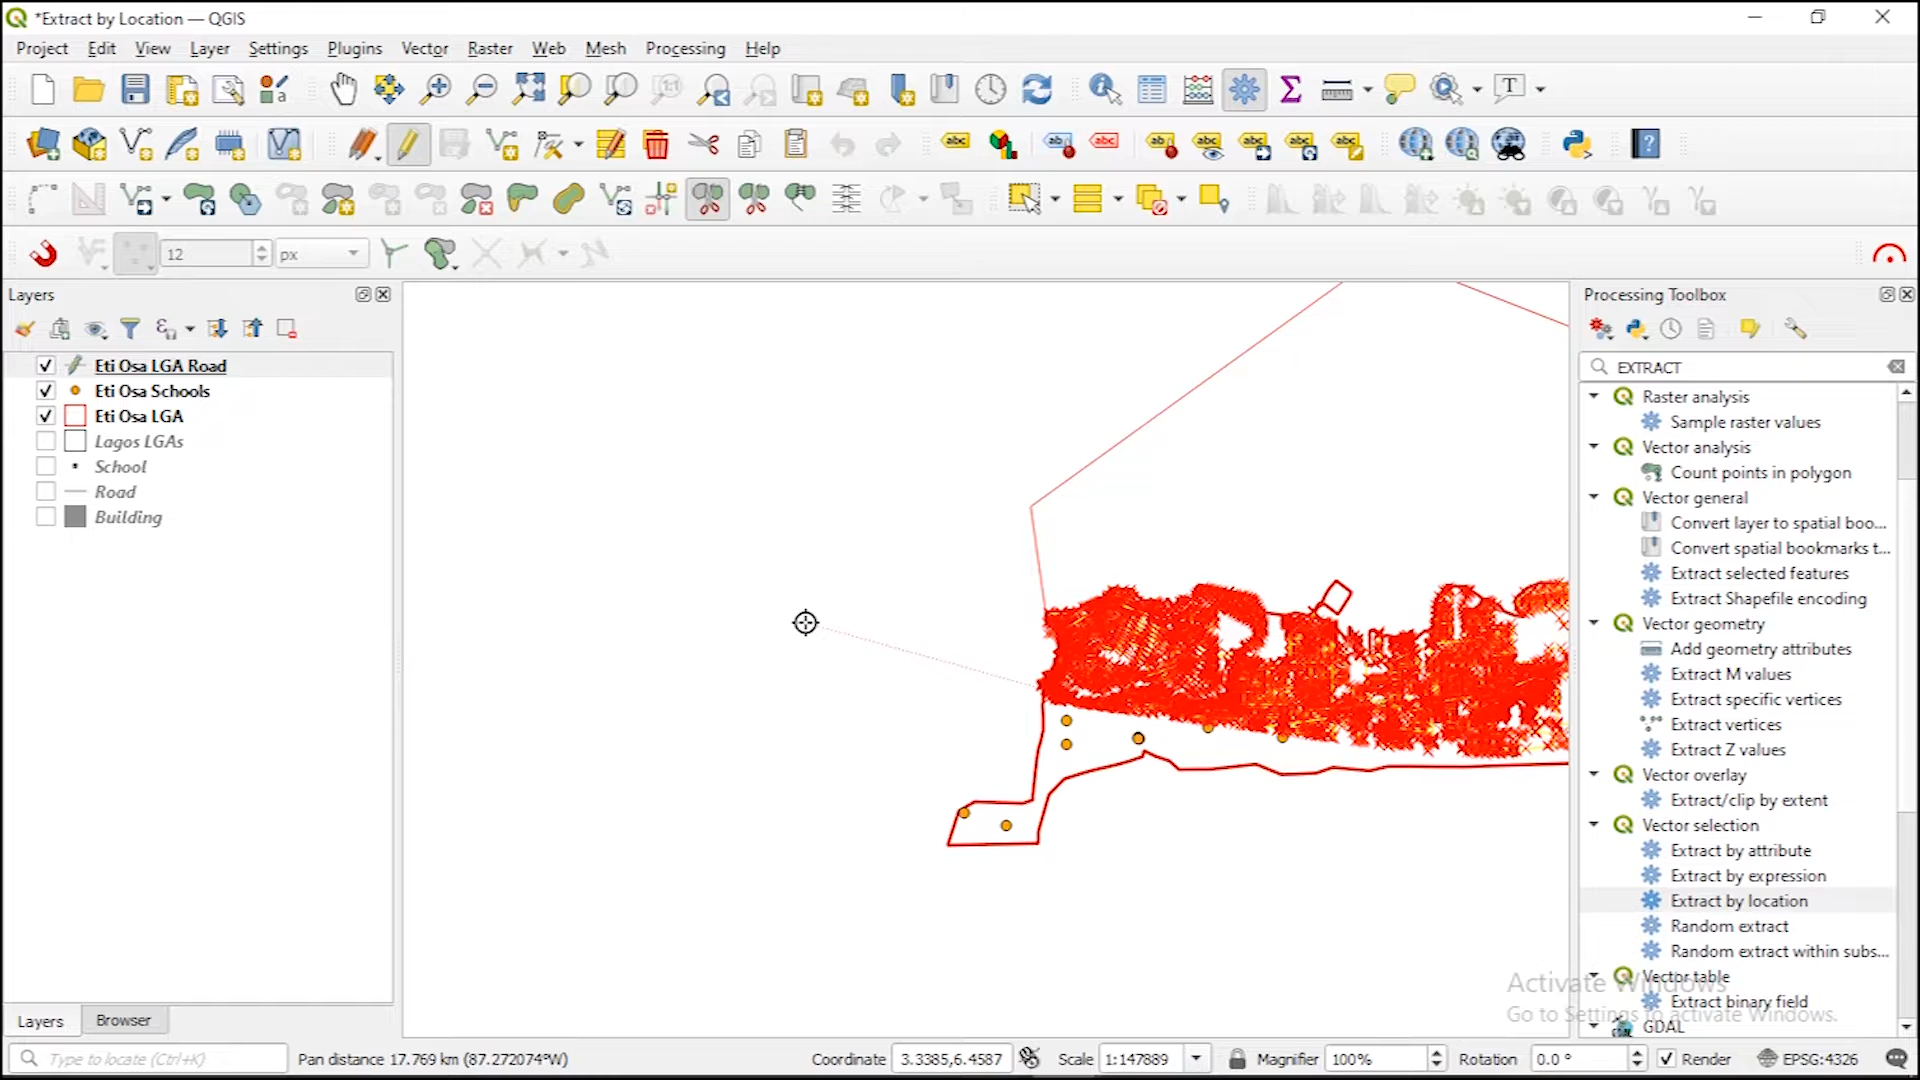 *Extract by Location — QGIS
Project Edit View Layer Settings Plugins Vector Raster Web Mesh Processing Help
12 px
Layers
Eti Osa LGA Road
Eti Osa Schools
Eti Osa LGA
Lagos LGAs
School
Road
Building
Layers Browser
Processing Toolbox
EXTRACT
Raster analysis
Sample raster values
Vector analysis
Count points in polygon
Vector general
Convert layer to spatial boo...
Convert spatial bookmarks t...
Extract selected features
Extract Shapefile encoding
Vector geometry
Add geometry attributes
Extract M values
Extract specific vertices
Extract vertices
Extract Z values
Vector overlay
Extract/clip by extent
Vector selection
Extract by attribute
Extract by expression
Extract by location
Random extract
Random extract within subs...
Vector table
Extract binary field
GDAL
Activate Windows
Go to Settings to activate Windows.
Type to locate (Ctrl+K) Pan distance 17.769 km (87.272074°W) Coordinate 3.3385,6.4587 Scale 1:147889 Magnifier 100% Rotation 0.0 ° Render EPSG:4326